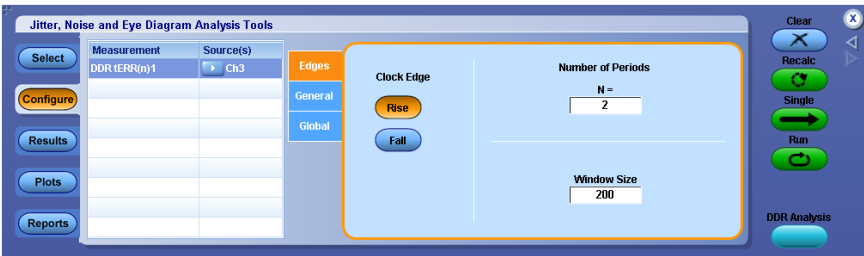 Jitter, Noise and Eye Diagram Analysis Tools
Clear
X
Select
Measurement Source(s)
DDR tERR(n)1 Ch3
Edges
General
Global
Clock Edge
Rise
Fall
Number of Periods
N =
2
Window Size
200
Configure
Results
Plots
Reports
Recalc
Single
Run
DDR Analysis